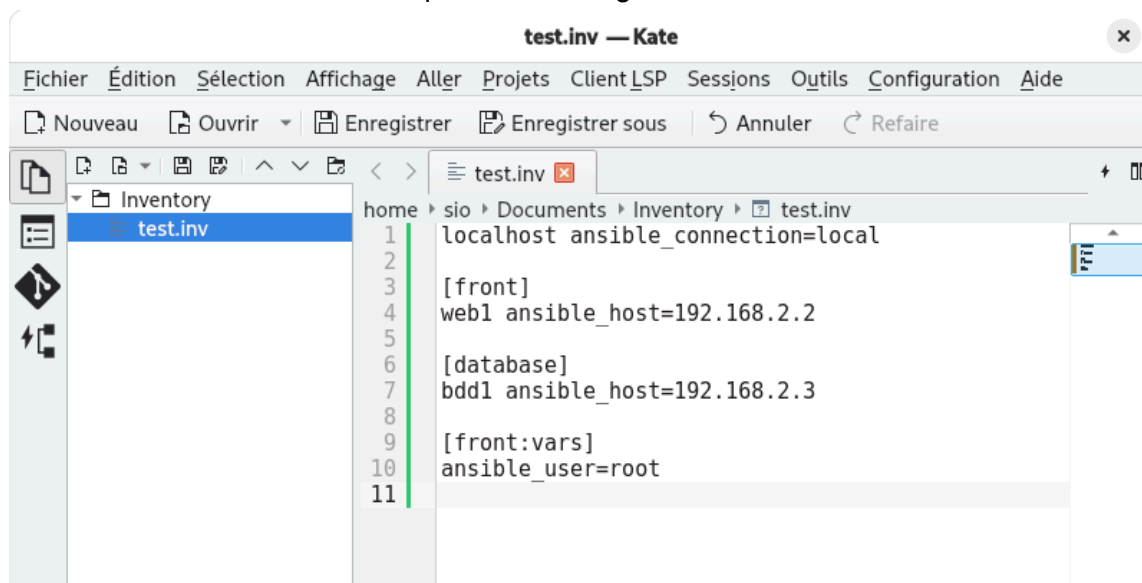 test.inv — Kate
Fichier Édition Sélection Affichage Aller Projets Client LSP Sessions Outils Configuration Aide
Nouveau Ouvrir Enregistrer Enregistrer sous Annuler Refaire
test.inv
Inventory
test.inv
home sio Documents Inventory test.inv
1 localhost ansible_connection=local
2
3 [front]
4 web1 ansible_host=192.168.2.2
5
6 [database]
7 bdd1 ansible_host=192.168.2.3
8
9 [front:vars]
10 ansible_user=root
11